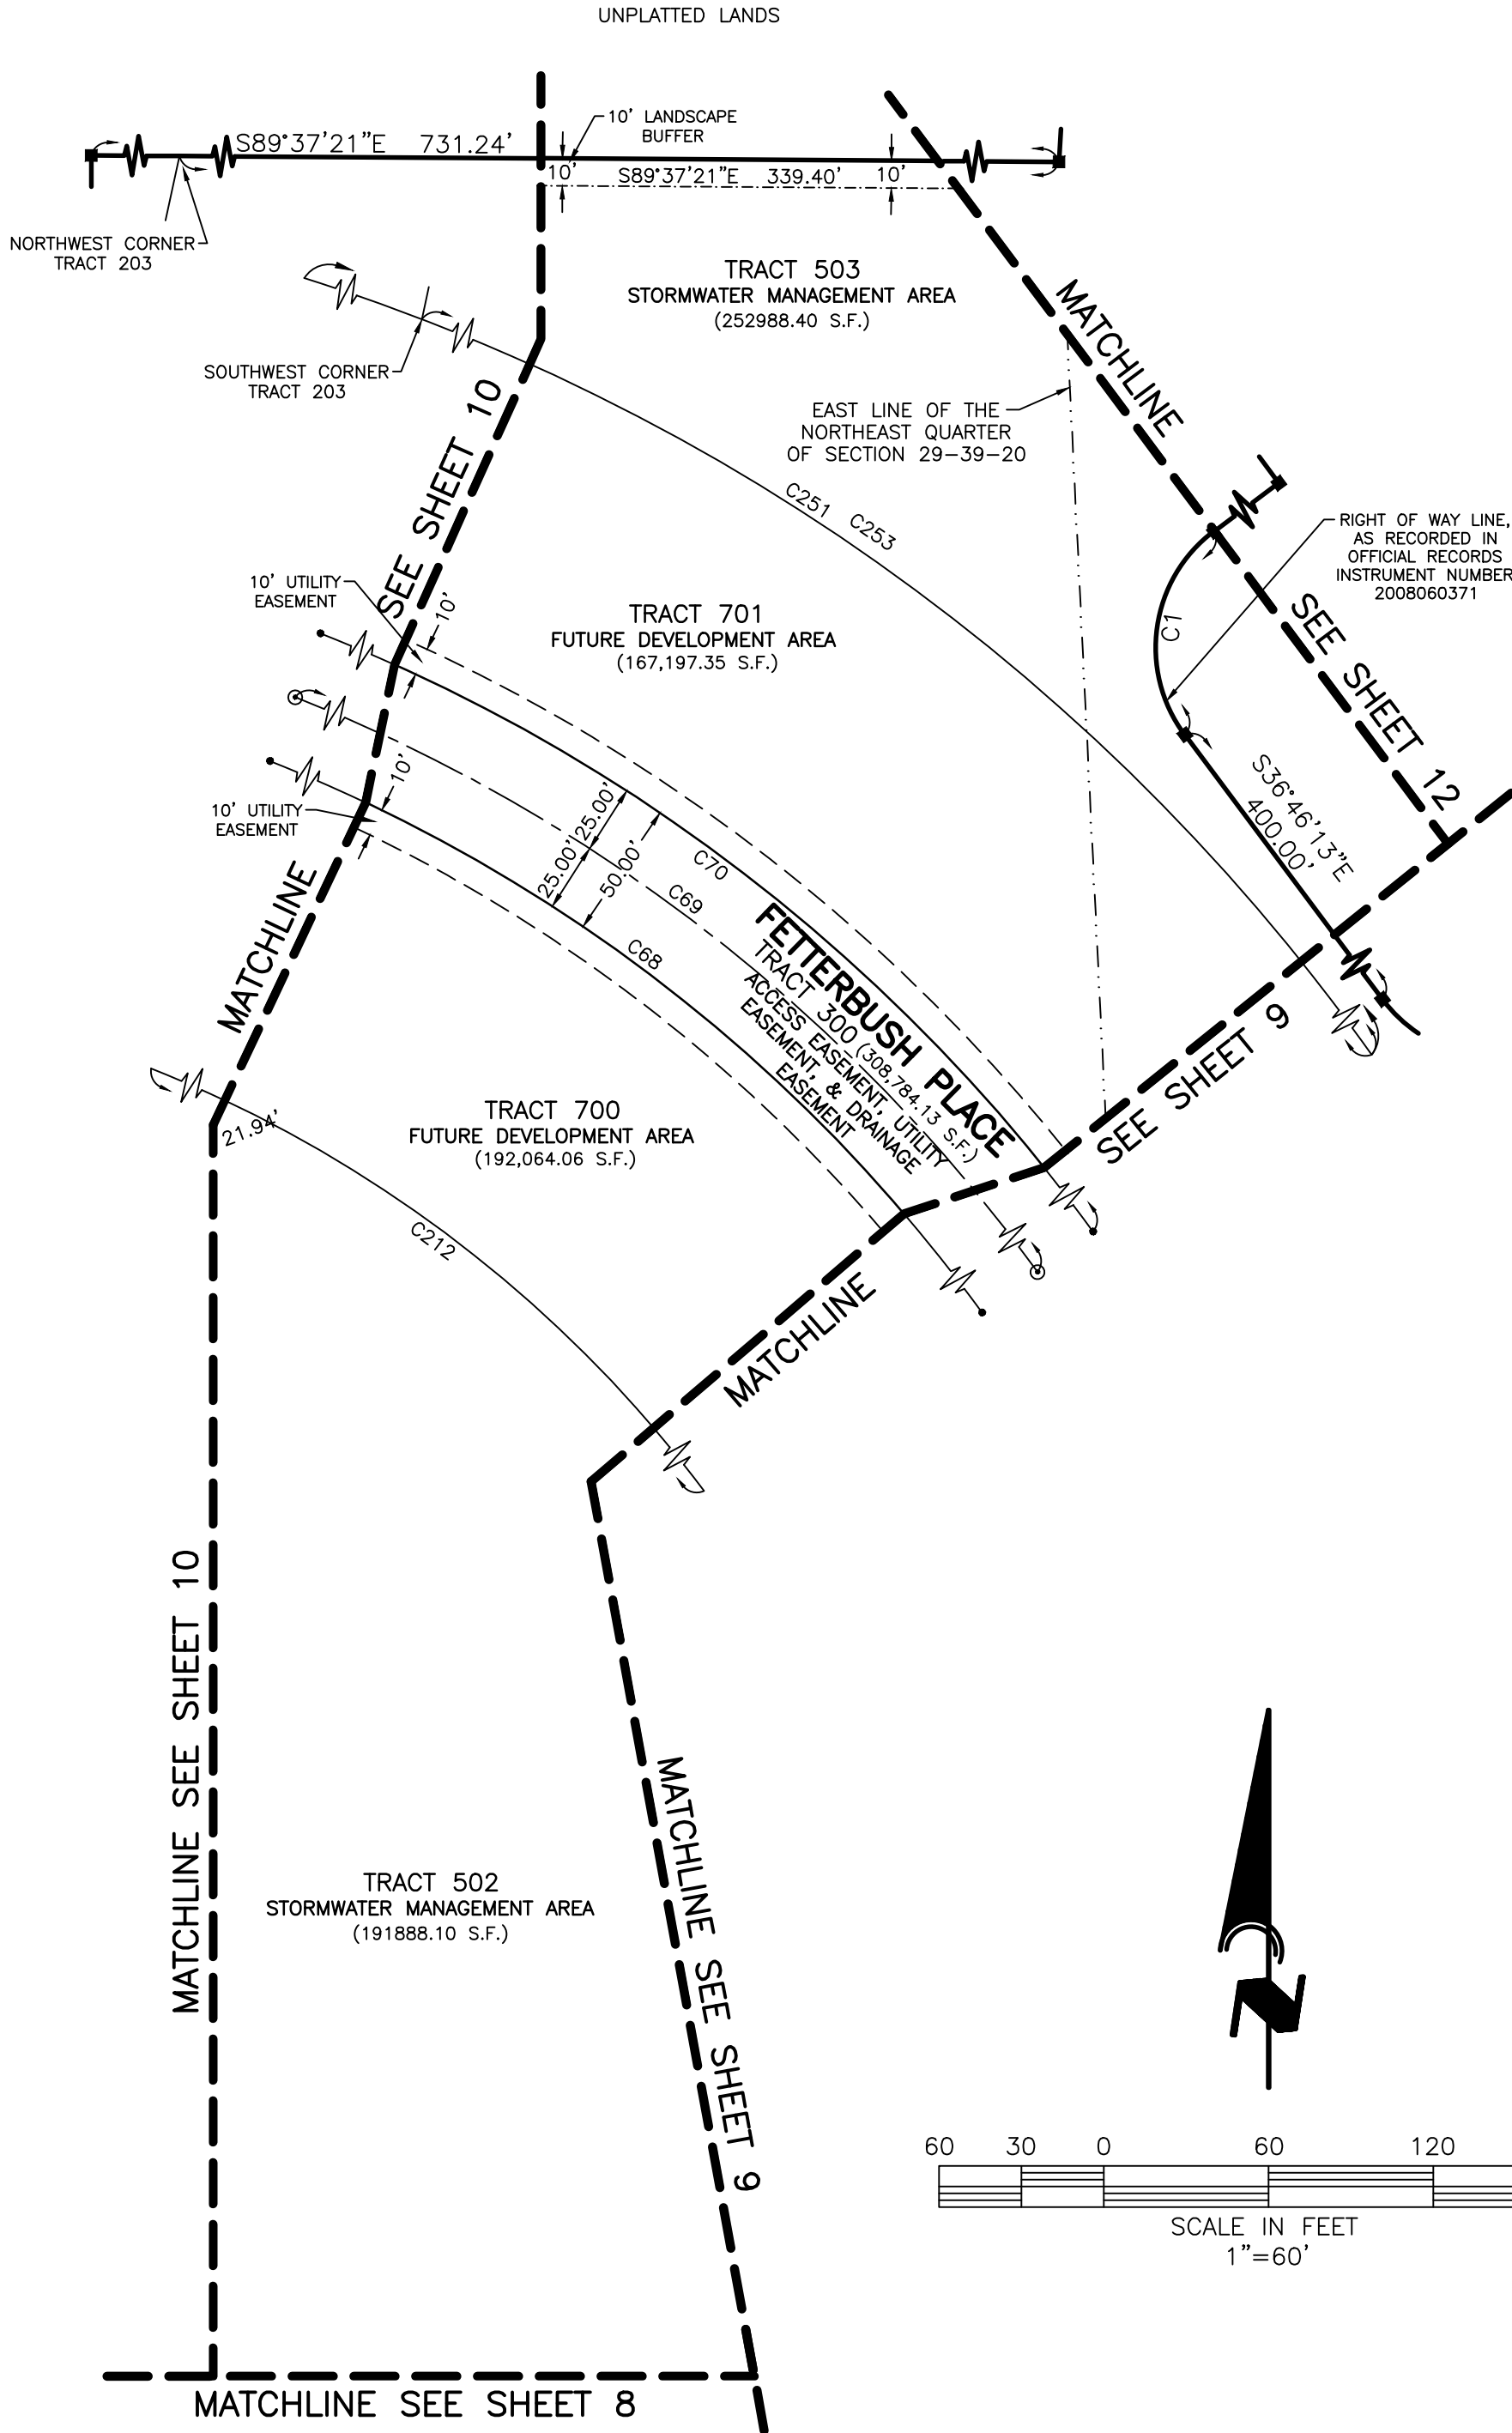 UNPLATTED LANDS
10' LANDSCAPE
BUFFER
S89°37'21"E 731.24'
10'
S89°37'21"E 339.40'
10'
NORTHWEST CORNER
TRACT 203
TRACT 503
STORMWATER MANAGEMENT AREA
(252988.40 S.F.)
MATCHLINE
SEE SHEET 12
SOUTHWEST CORNER
TRACT 203
SEE SHEET 10
EAST LINE OF THE
NORTHEAST QUARTER
OF SECTION 29-39-20
C251 C253
RIGHT OF WAY LINE,
AS RECORDED IN
OFFICIAL RECORDS
INSTRUMENT NUMBER
2008060371
C1
10' UTILITY
EASEMENT
10'
TRACT 701
FUTURE DEVELOPMENT AREA
(167,197.35 S.F.)
S36°46'13"E
400.00'
10'
10' UTILITY
EASEMENT
25.00'
25.00'
50.00'
C70
C69
C68
FETTERBUSH PLACE
TRACT 300 (308,784.13 S.F.)
ACCESS EASEMENT, UTILITY
EASEMENT, & DRAINAGE
EASEMENT
MATCHLINE
SEE SHEET 9
21.94'
TRACT 700
FUTURE DEVELOPMENT AREA
(192,064.06 S.F.)
C212
MATCHLINE
MATCHLINE SEE SHEET 10
MATCHLINE SEE SHEET 9
TRACT 502
STORMWATER MANAGEMENT AREA
(191888.10 S.F.)
N
60 30 0 60 120
SCALE IN FEET
1"=60'
MATCHLINE SEE SHEET 8